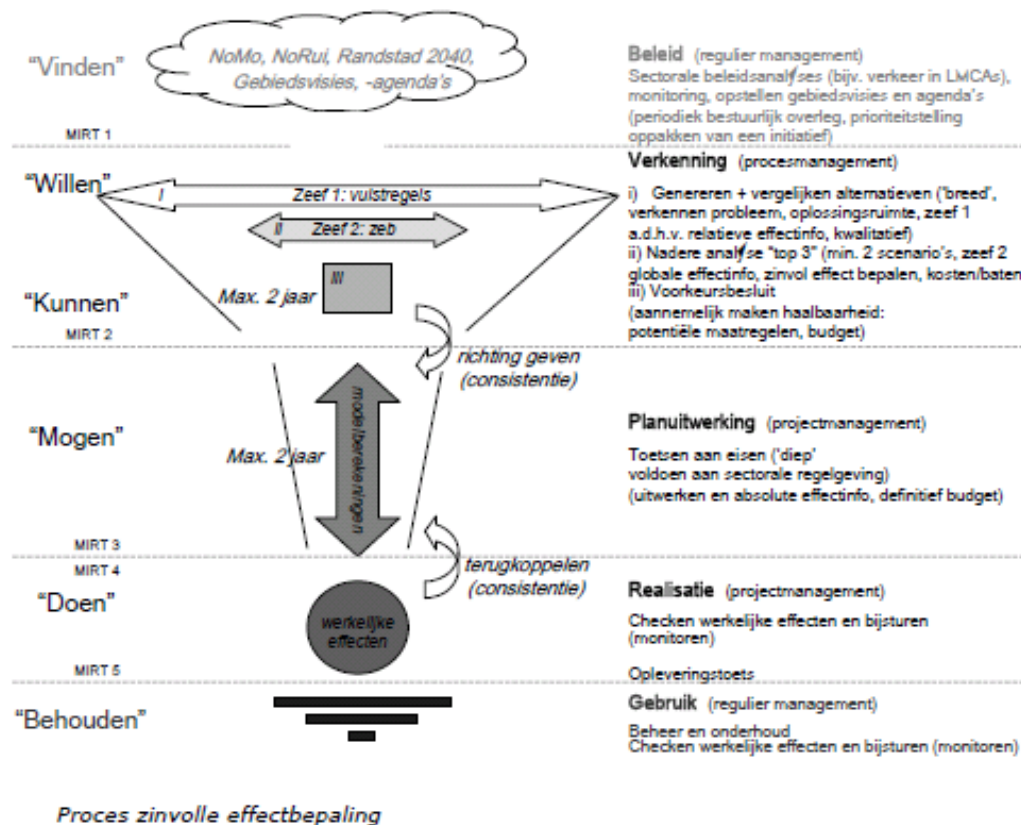 "Vinden"
NoMo, NoRui, Randstad 2040,
Gebiedsvisies, -agenda's
Beleid (regulier management)
Sectorale beleidsanalyses (bijv. verkeer in LMCAs),
monitoring, opstellen gebiedsvisies en agenda's
(periodiek bestuurlijk overleg, prioriteitstelling
oppakken van een initiatief)
MIRT 1
"Willen"
I
Zeef 1: vuistregels
II
Zeef 2: zeb
III
Max. 2 jaar
"Kunnen"
MIRT 2
Verkenning (procesmanagement)
i) Genereren + vergelijken alternatieven ('breed',
verkennen probleem, oplossingsruimte, zeef 1
a.d.h.v. relatieve effectinfo, kwalitatief)
ii) Nadere analyse "top 3" (min. 2 scenario's, zeef 2
globale effectinfo, zinvol effect bepalen, kosten/baten
iii) Voorkeursbesluit
(aannemelijk maken haalbaarheid:
potentiële maatregelen, budget)
richting geven
(consistentie)
"Mogen"
Max. 2 jaar
modelberekeningen
Planuitwerking (projectmanagement)
Toetsen aan eisen ('diep'
voldoen aan sectorale regelgeving)
(uitwerken en absolute effectinfo, definitief budget)
MIRT 3
MIRT 4
terugkoppelen
(consistentie)
"Doen"
werkelijke
effecten
Realisatie (projectmanagement)
Checken werkelijke effecten en bijsturen
(monitoren)
Opleveringstoets
MIRT 5
"Behouden"
Gebruik (regulier management)
Beheer en onderhoud
Checken werkelijke effecten en bijsturen (monitoren)
Proces zinvolle effectbepaling